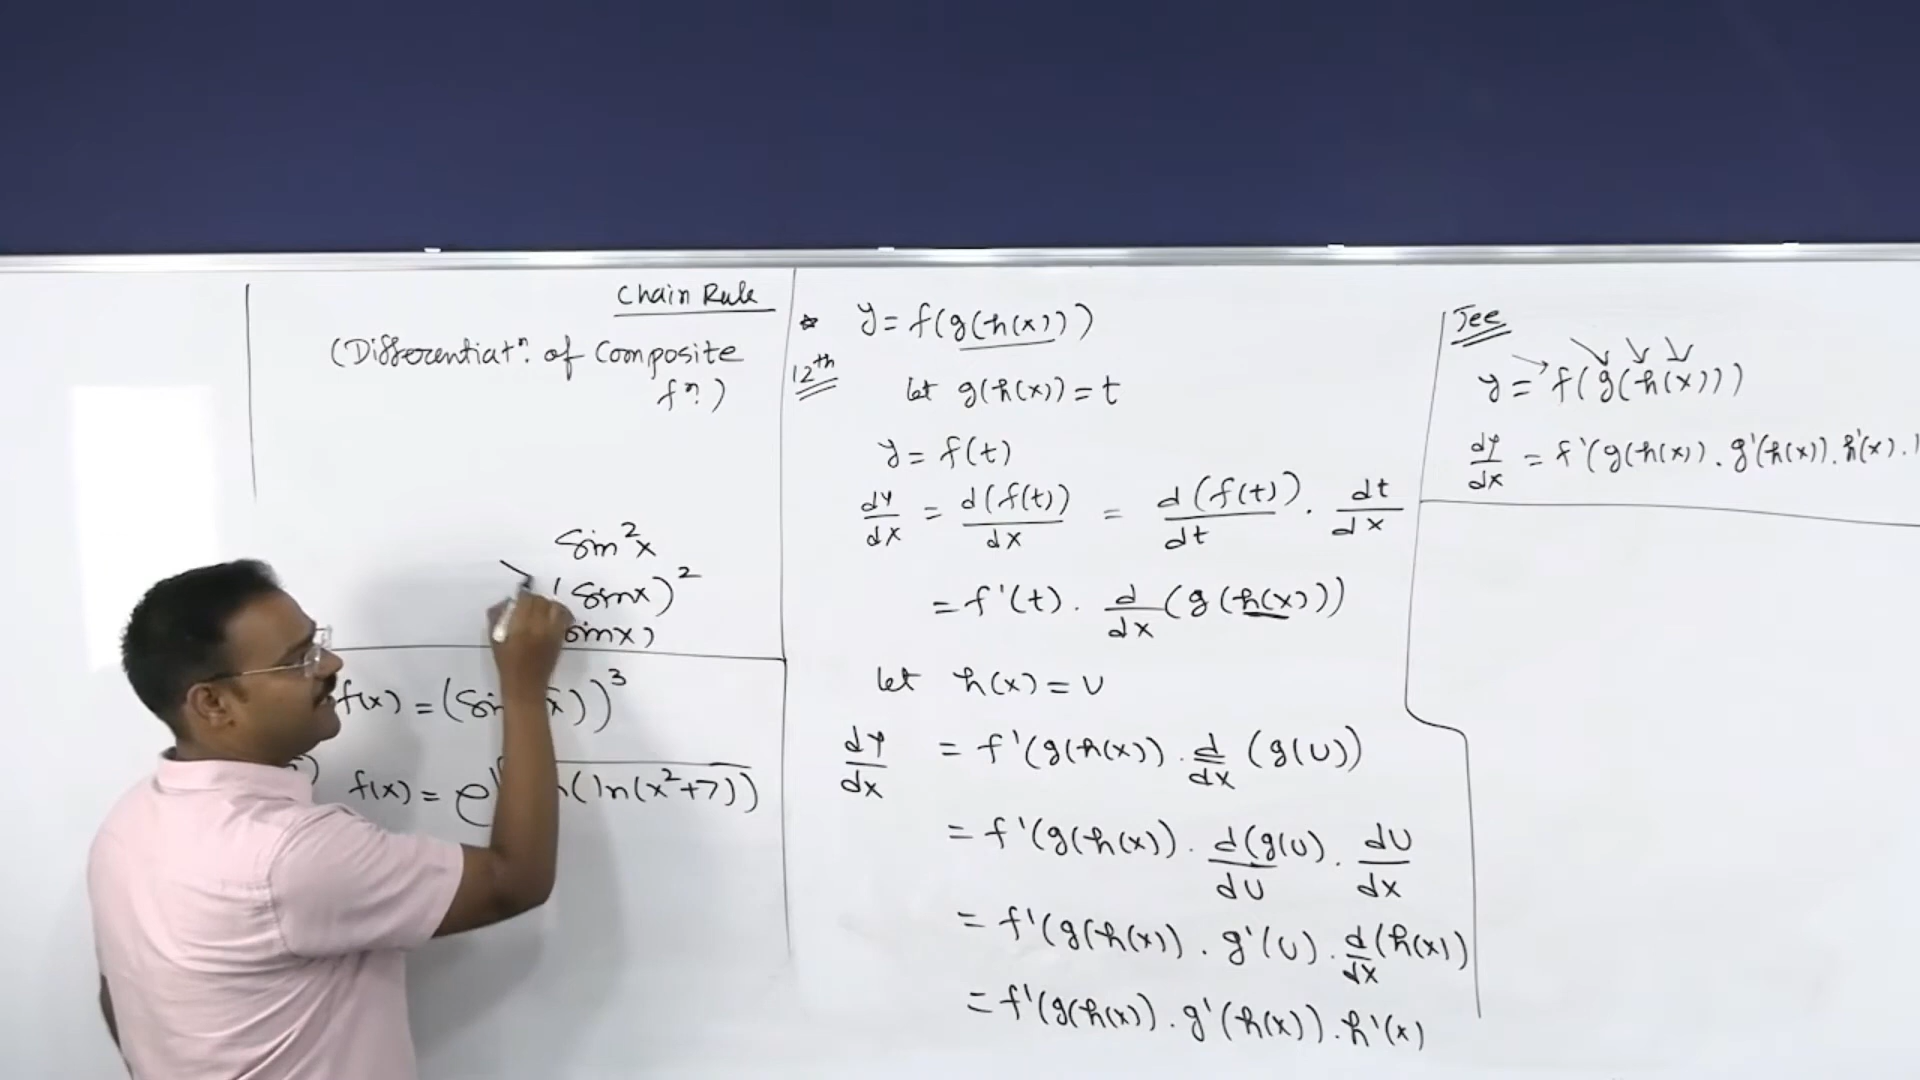 Chain Rule
(Differentiatⁿ. of Composite
fⁿ.)
Sin²x
(Sinx)²
Sinx)
f(x) = (Sin x))³
f(x) = e (ln(x²+7))
* y = f(g(h(x)))
12th
let g(h(x)) = t
y = f(t)
dy/dx = d(f(t))/dx = d(f(t))/dt . dt/dx
= f'(t) . d/dx (g(h(x)))
let h(x) = U
dy/dx = f'(g(h(x)) . d/dx (g(U))
= f'(g(h(x)) . d(g(U)/dU . dU/dx
= f'(g(h(x)) . g'(U) . d/dx (h(x))
= f'(g(h(x)) . g'(h(x)) . h'(x)
Jee
y = f(g(h(x)))
dy/dx = f'(g(h(x)) . g'(h(x)) . h'(x) .